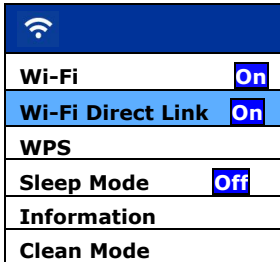 Wi-Fi On
Wi-Fi Direct Link On
WPS
Sleep Mode Off
Information
Clean Mode